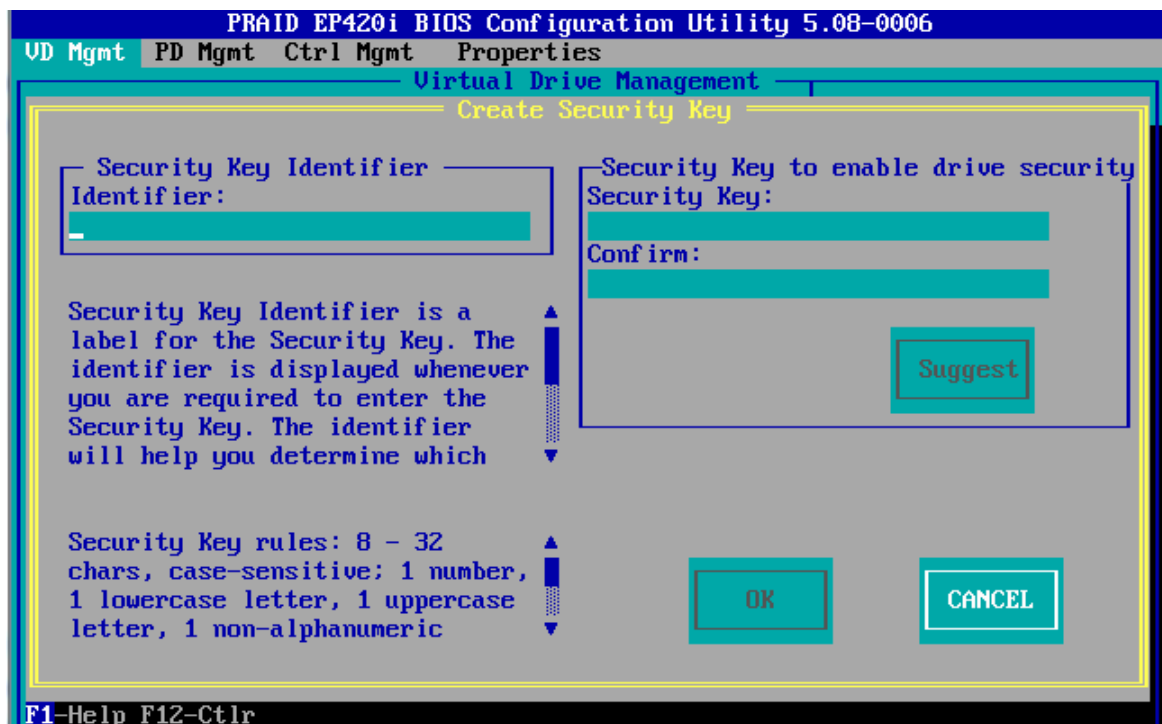 PRAID EP420i BIOS Configuration Utility 5.08-0006
VD Mgmt PD Mgmt Ctrl Mgmt Properties
Virtual Drive Management
Create Security Key
Security Key Identifier
Identifier:
Security Key Identifier is a
label for the Security Key. The
identifier is displayed whenever
you are required to enter the
Security Key. The identifier
will help you determine which
Security Key rules: 8 - 32
chars, case-sensitive; 1 number,
1 lowercase letter, 1 uppercase
letter, 1 non-alphanumeric
Security Key to enable drive security
Security Key:
Confirm:
Suggest
OK
CANCEL
F1-Help F12-Ctlr